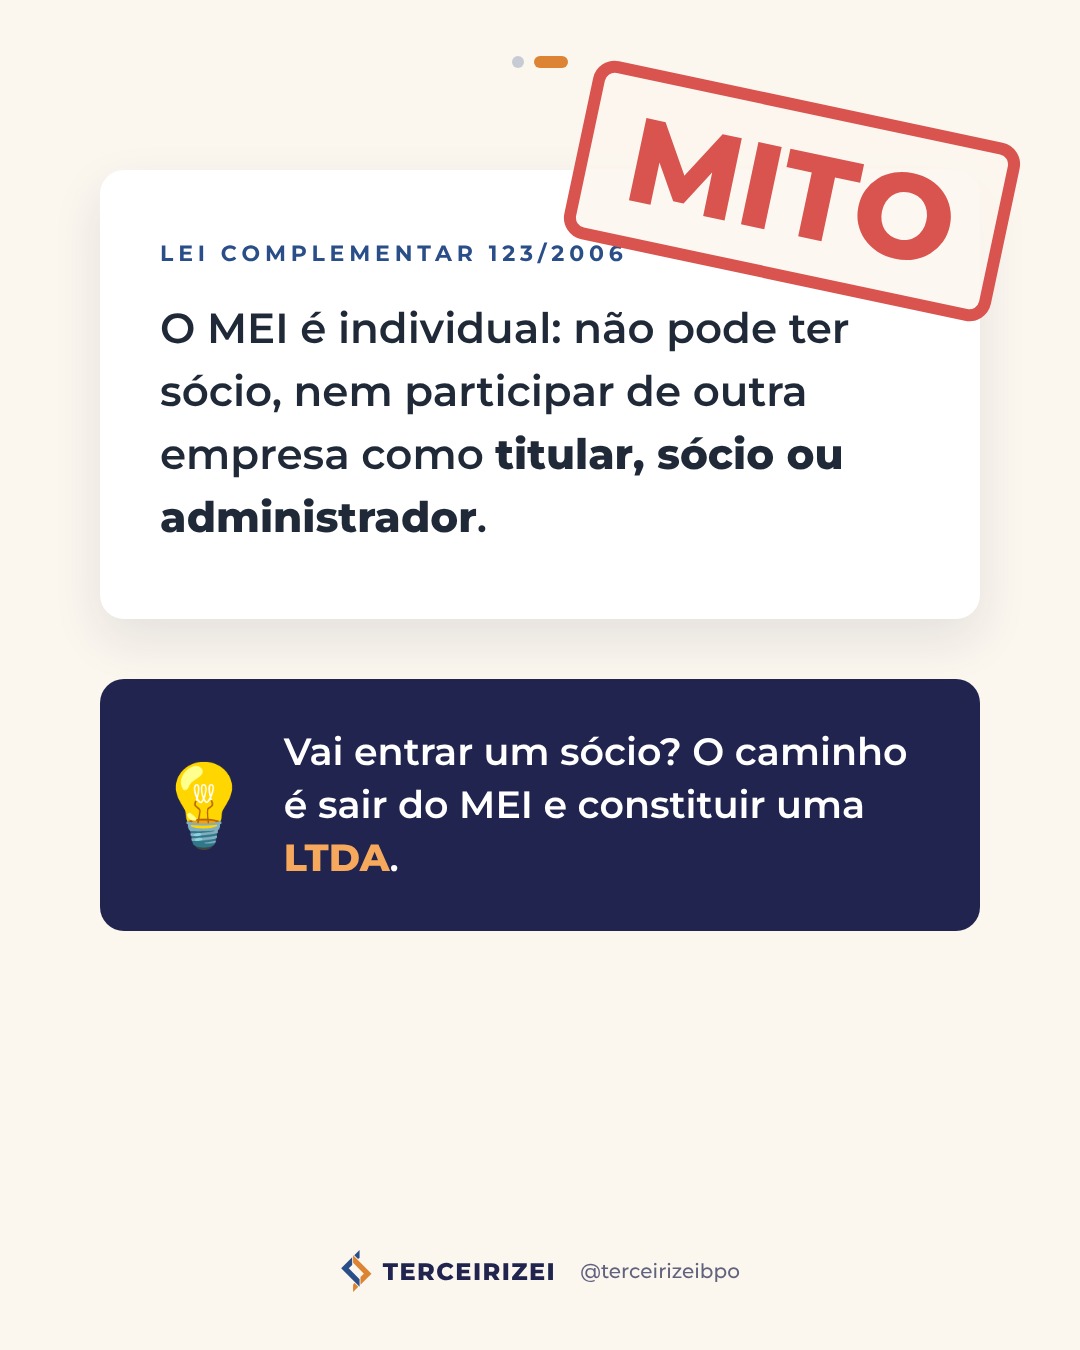 MITO
LEI COMPLEMENTAR 123/2006
O MEI é individual: não pode ter
sócio, nem participar de outra
empresa como titular, sócio ou
administrador.
Vai entrar um sócio? O caminho
é sair do MEI e constituir uma
LTDA.
TERCEIRIZEI @terceirizeibpo